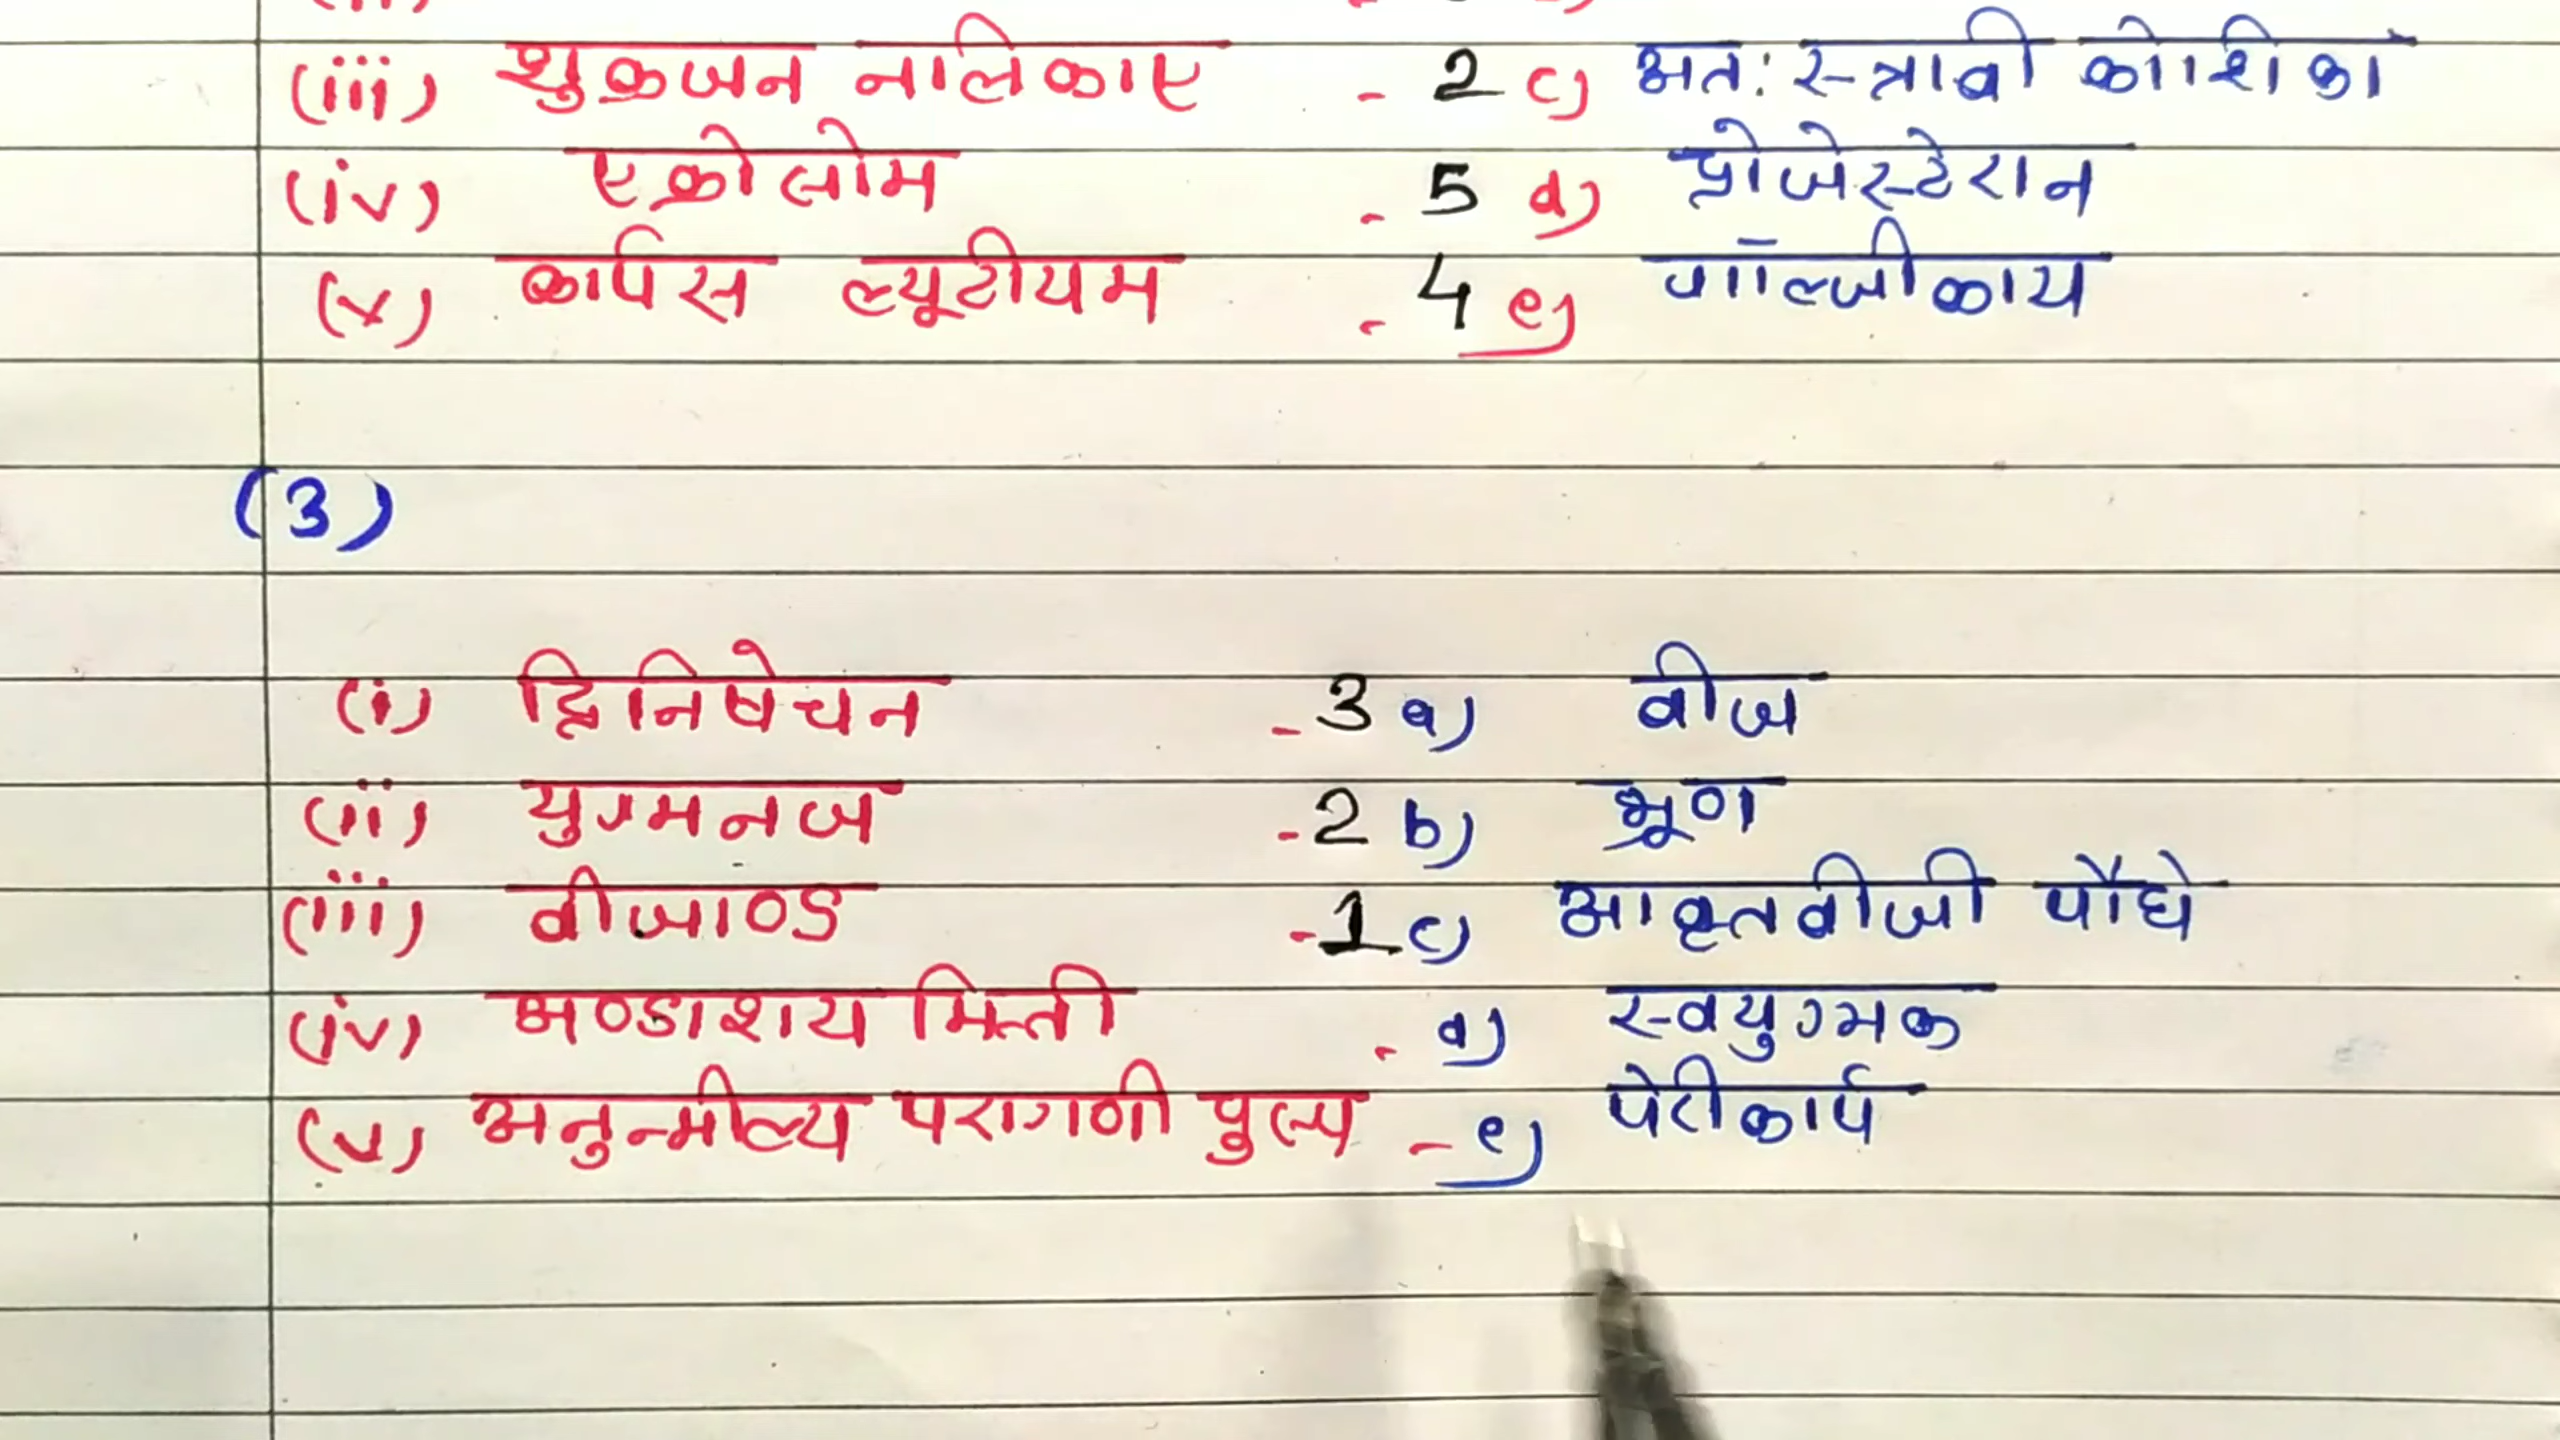 (iii) शुक्रजन नालिकाए - 2 c) अत: स्त्रावी कोशिका
(iv) एक्रोसोम - 5 d) प्रोजेस्टेरान
(v) कार्पस ल्यूटीयम - 4 e) गॉल्जीकाय
(3)
(i) द्विनिषेचन - 3 a) बीज
(ii) युग्मनज - 2 b) भ्रूण
(iii) बीजाण्ड - 1 c) आवृतबीजी पौधे
(iv) अण्डाशय भित्ती - d) स्वयुग्मक
(v) अनुन्मील्य परागणी पुष्प - e) पेरीकार्प